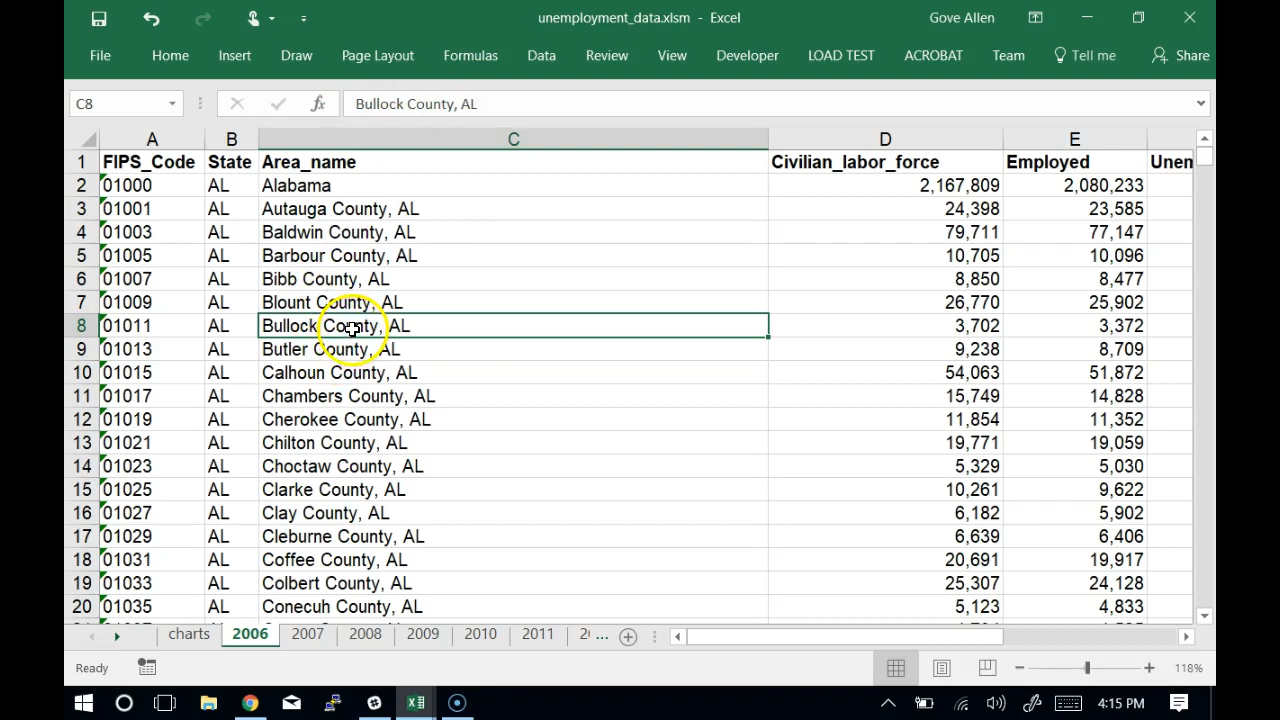 unemployment_data.xlsm - Excel
Gove Allen
File Home Insert Draw Page Layout Formulas Data Review View Developer LOAD TEST ACROBAT Team Tell me Share
C8 fx Bullock County, AL
A B C D E
1 FIPS_Code State Area_name Civilian_labor_force Employed Unem
2 01000 AL Alabama 2,167,809 2,080,233
3 01001 AL Autauga County, AL 24,398 23,585
4 01003 AL Baldwin County, AL 79,711 77,147
5 01005 AL Barbour County, AL 10,705 10,096
6 01007 AL Bibb County, AL 8,850 8,477
7 01009 AL Blount County, AL 26,770 25,902
8 01011 AL Bullock County, AL 3,702 3,372
9 01013 AL Butler County, AL 9,238 8,709
10 01015 AL Calhoun County, AL 54,063 51,872
11 01017 AL Chambers County, AL 15,749 14,828
12 01019 AL Cherokee County, AL 11,854 11,352
13 01021 AL Chilton County, AL 19,771 19,059
14 01023 AL Choctaw County, AL 5,329 5,030
15 01025 AL Clarke County, AL 10,261 9,622
16 01027 AL Clay County, AL 6,182 5,902
17 01029 AL Cleburne County, AL 6,639 6,406
18 01031 AL Coffee County, AL 20,691 19,917
19 01033 AL Colbert County, AL 25,307 24,128
20 01035 AL Conecuh County, AL 5,123 4,833
charts 2006 2007 2008 2009 2010 2011 2 ...
Ready 118%
4:15 PM